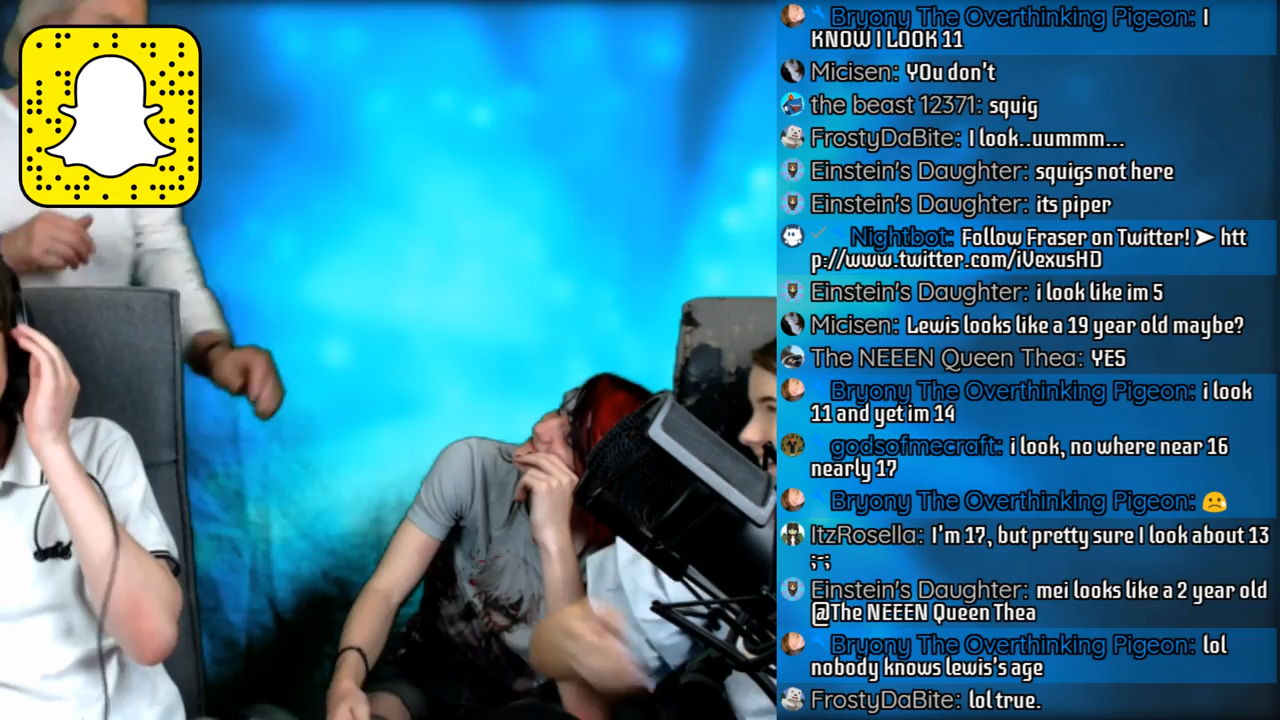 Bryony The Overthinking Pigeon: I
KNOW I LOOK 11
Micisen: YOu don't
the beast 12371: squig
FrostyDaBite: I look..uummm...
Einstein's Daughter: squigs not here
Einstein's Daughter: its piper
Nightbot: Follow Fraser on Twitter! ➤ htt
p://www.twitter.com/iVexusHD
Einstein's Daughter: i look like im 5
Micisen: Lewis looks like a 19 year old maybe?
The NEEEN Queen Thea: YES
Bryony The Overthinking Pigeon: i look
11 and yet im 14
godsofmecraft: i look, no where near 16
nearly 17
Bryony The Overthinking Pigeon: 🙁
ItzRosella: I'm 17, but pretty sure I look about 13
;-;
Einstein's Daughter: mei looks like a 2 year old
@The NEEEN Queen Thea
Bryony The Overthinking Pigeon: lol
nobody knows lewis's age
FrostyDaBite: lol true.